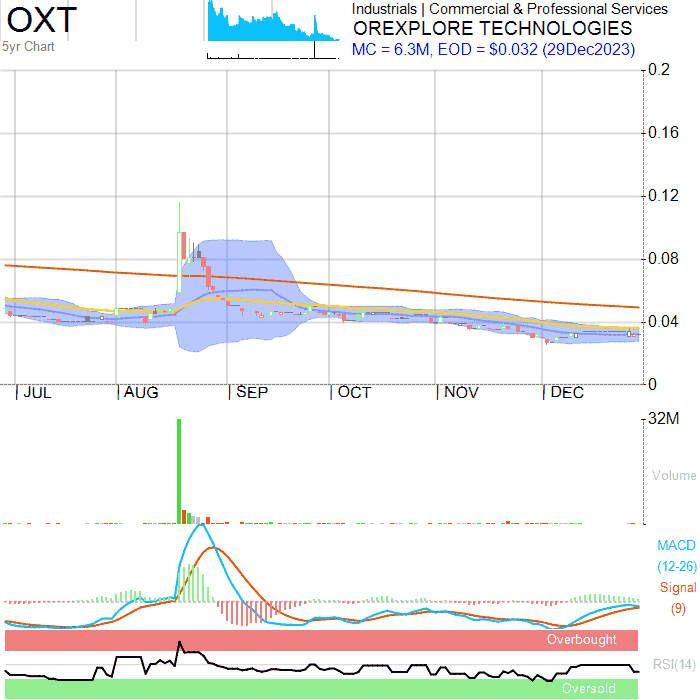 OXT
5yr Chart
Industrials | Commercial & Professional Services
OREXPLORE TECHNOLOGIES
MC = 6.3M, EOD = $0.032 (29Dec2023)
0.2
0.16
0.12
0.08
0.04
0
JUL AUG SEP OCT NOV DEC
32M
Volume
MACD
(12-26)
Signal
(9)
Overbought
RSI(14)
Oversold